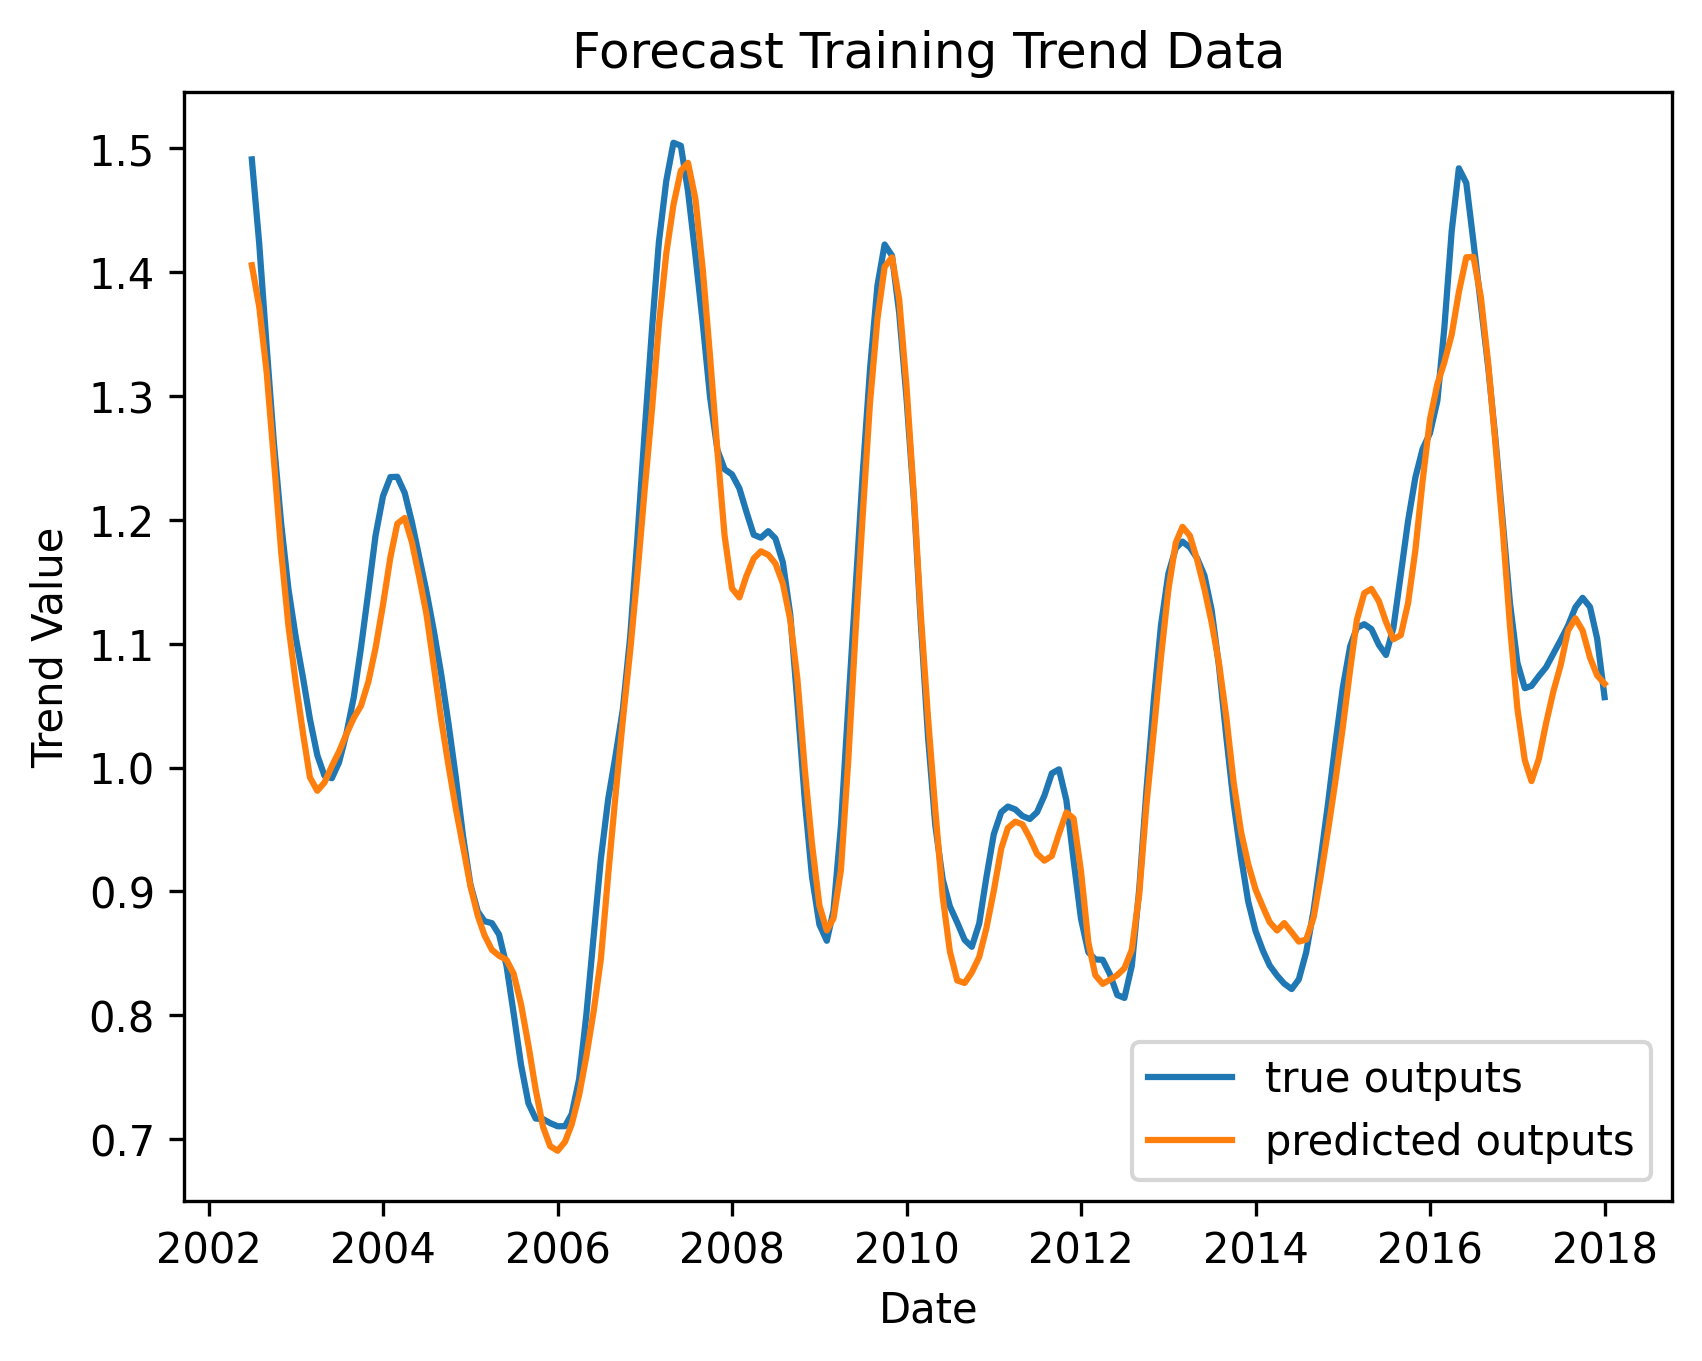 Forecast Training Trend Data
Trend Value
1.5
1.4
1.3
1.2
1.1
1.0
0.9
0.8
0.7
true outputs
predicted outputs
2002 2004 2006 2008 2010 2012 2014 2016 2018
Date